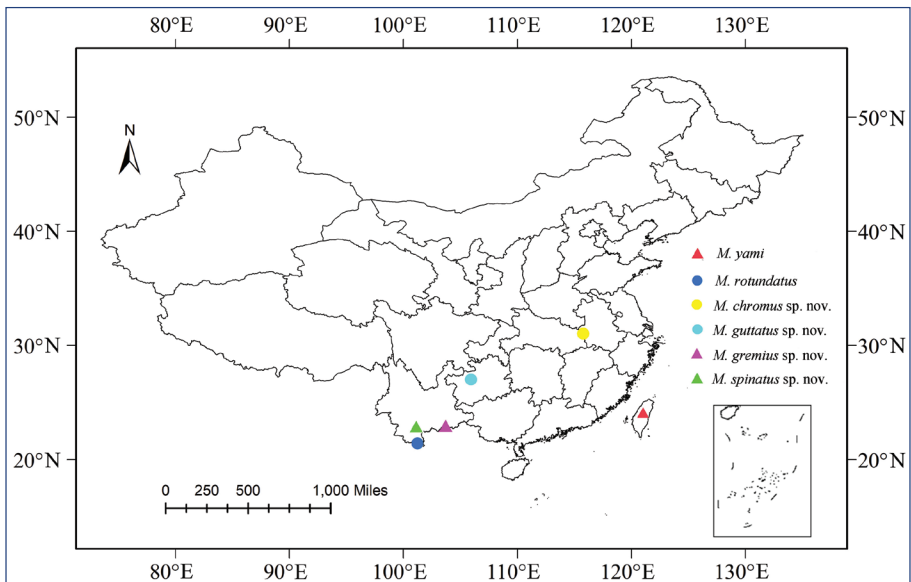 80°E 90°E 100°E 110°E 120°E 130°E
50°N 50°N
N
40°N 40°N
M. yami
M. rotundatus
M. chromus sp. nov.
30°N 30°N
M. guttatus sp. nov.
M. gremius sp. nov.
M. spinatus sp. nov.
20°N 20°N
0 250 500 1,000 Miles
80°E 90°E 100°E 110°E 120°E 130°E